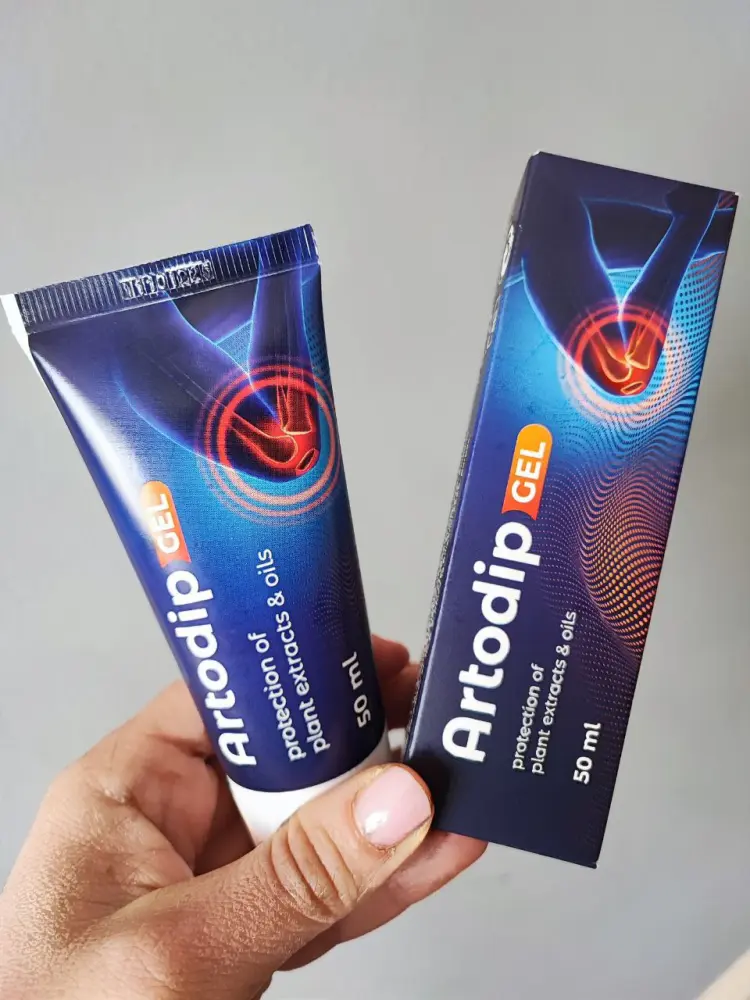 Artodip GEL
protection of
plant extracts & oils
50 ml
Artodip GEL
protection of
plant extracts & oils
50 ml